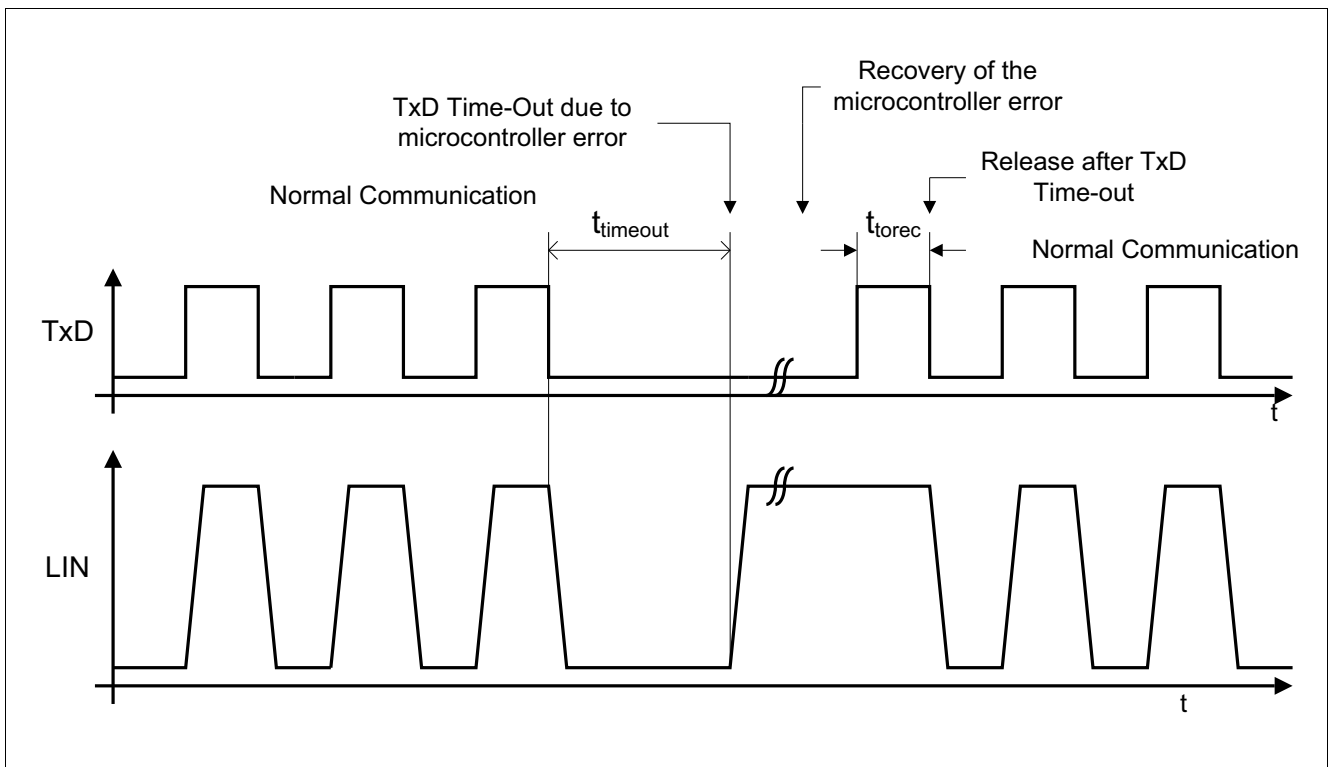 Recovery of the
microcontroller error
TxD Time-Out due to
microcontroller error
Release after TxD
Time-out
Normal Communication
ttimeout
ttorec
Normal Communication
TxD
t
LIN
t